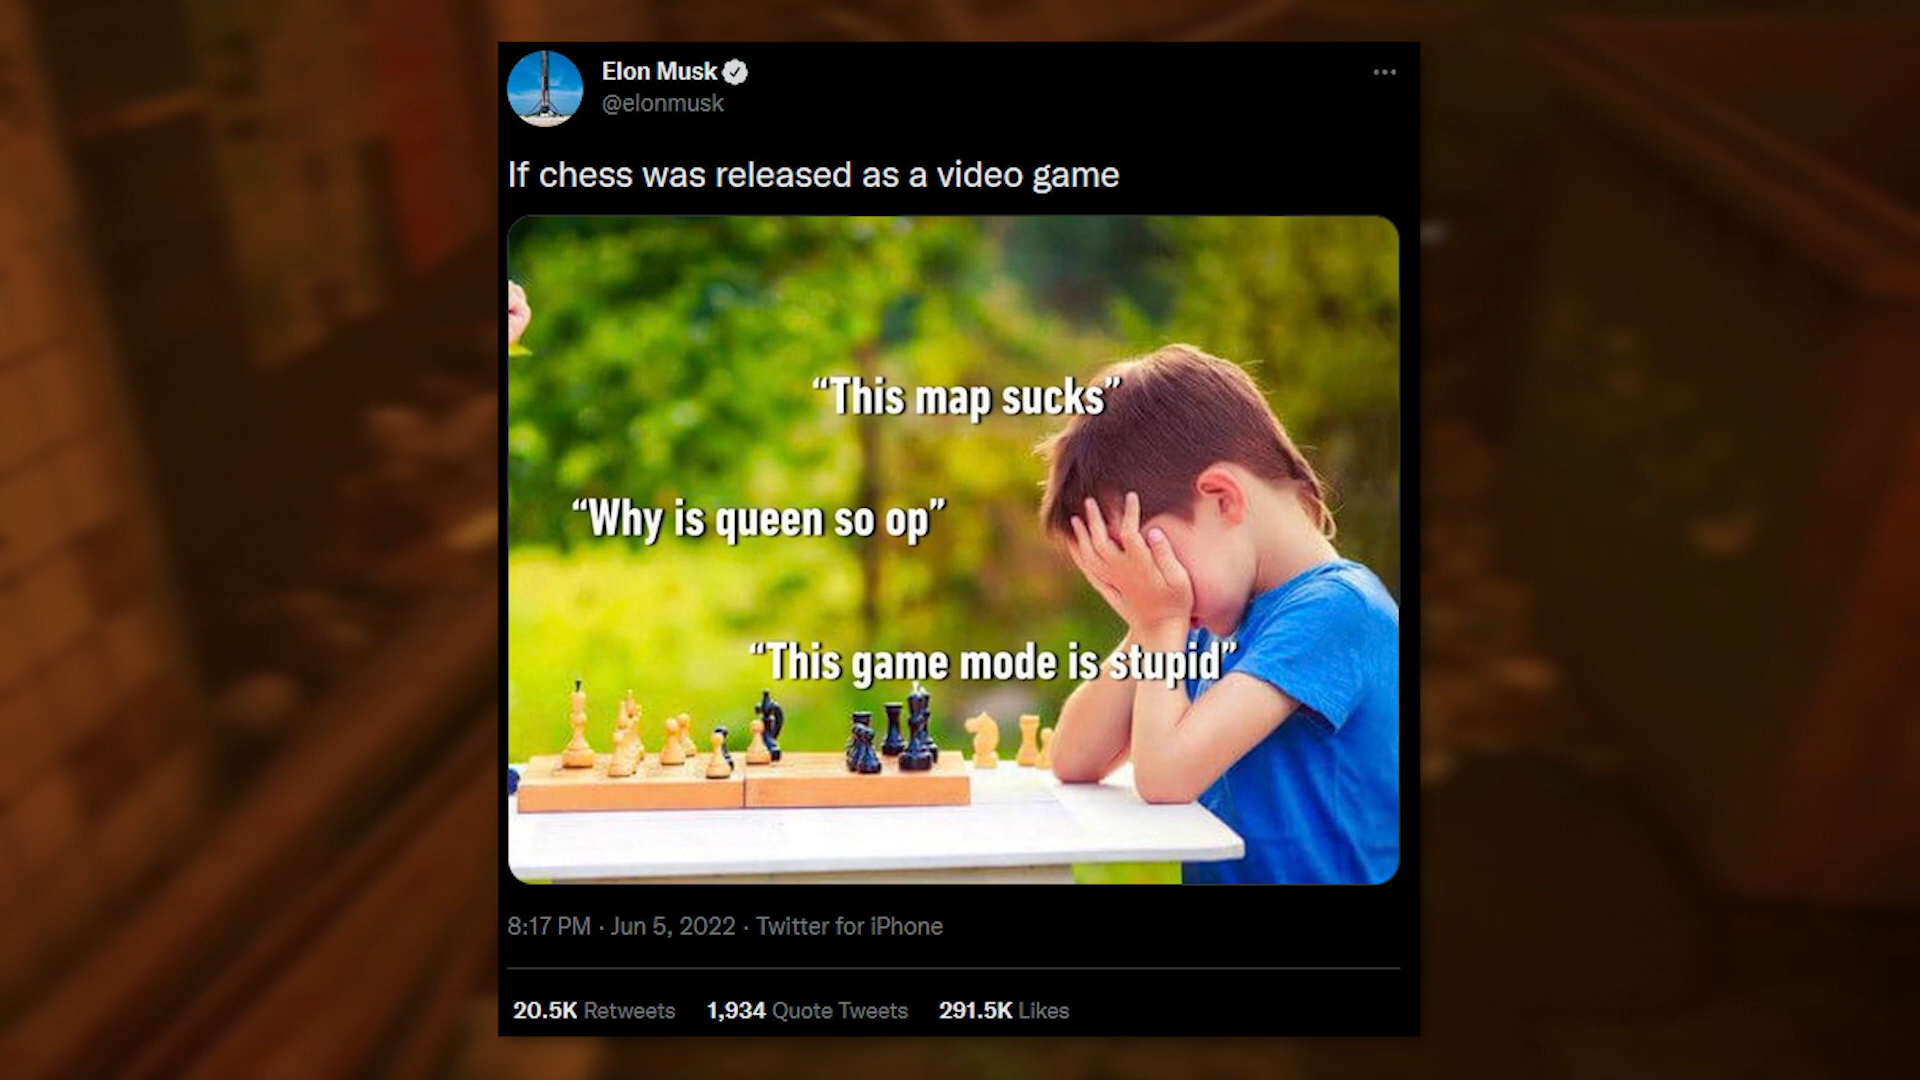 Elon Musk
@elonmusk
If chess was released as a video game
“This map sucks”
“Why is queen so op”
“This game mode is stupid”
8:17 PM · Jun 5, 2022 · Twitter for iPhone
20.5K Retweets 1,934 Quote Tweets 291.5K Likes